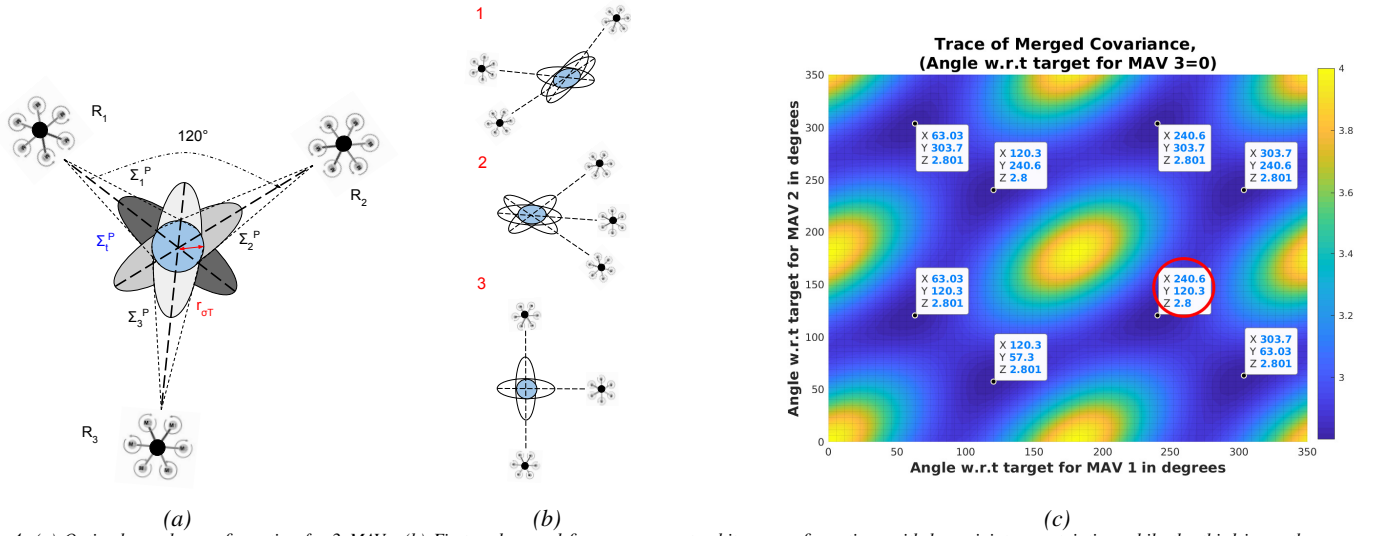 R1
120°
R2
Σ1P
ΣtP
Σ2P
Σ3P
rσT
R3
(a)
1
2
3
(b)
Trace of Merged Covariance,
(Angle w.r.t target for MAV 3=0)
Angle w.r.t target for MAV 2 in degrees
350
300
250
200
150
100
50
0
X 63.03
Y 303.7
Z 2.801
X 120.3
Y 240.6
Z 2.8
X 240.6
Y 303.7
Z 2.801
X 303.7
Y 240.6
Z 2.801
X 63.03
Y 120.3
Z 2.801
X 240.6
Y 120.3
Z 2.8
X 120.3
Y 57.3
Z 2.801
X 303.7
Y 63.03
Z 2.801
0 50 100 150 200 250 300 350
Angle w.r.t target for MAV 1 in degrees
4
3.8
3.6
3.4
3.2
3
(c)